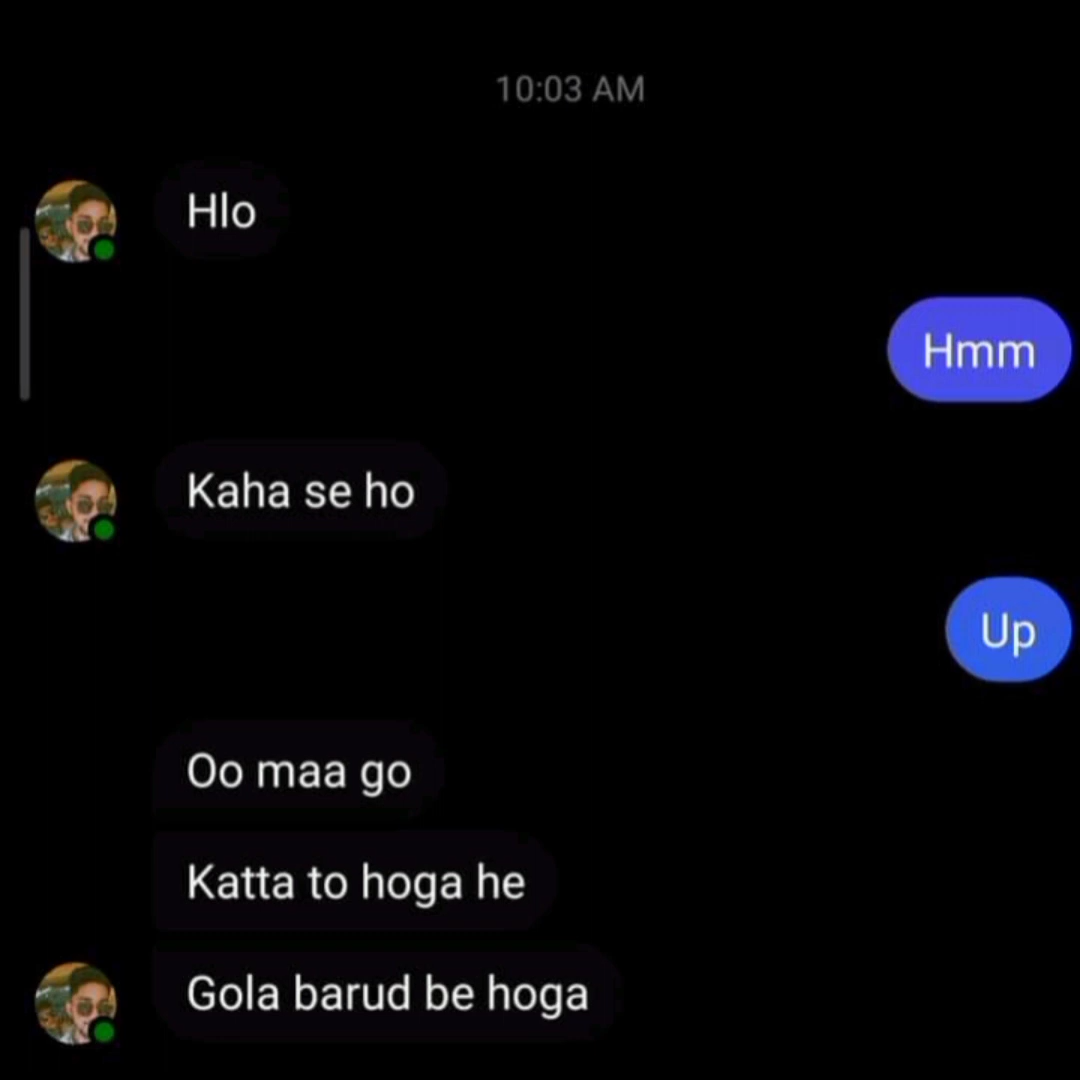 10:03 AM
Hlo
Hmm
Kaha se ho
Up
Oo maa go
Katta to hoga he
Gola barud be hoga